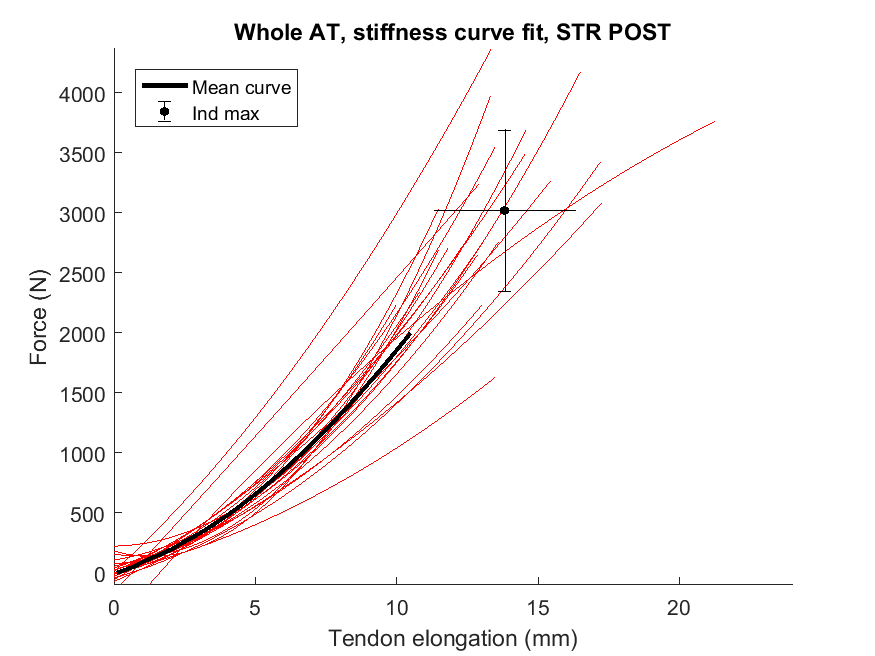 Whole AT, stiffness curve fit, STR POST
Mean curve
Ind max
4000
3500
3000
2500
2000
1500
1000
500
0
Force (N)
0 5 10 15 20
Tendon elongation (mm)